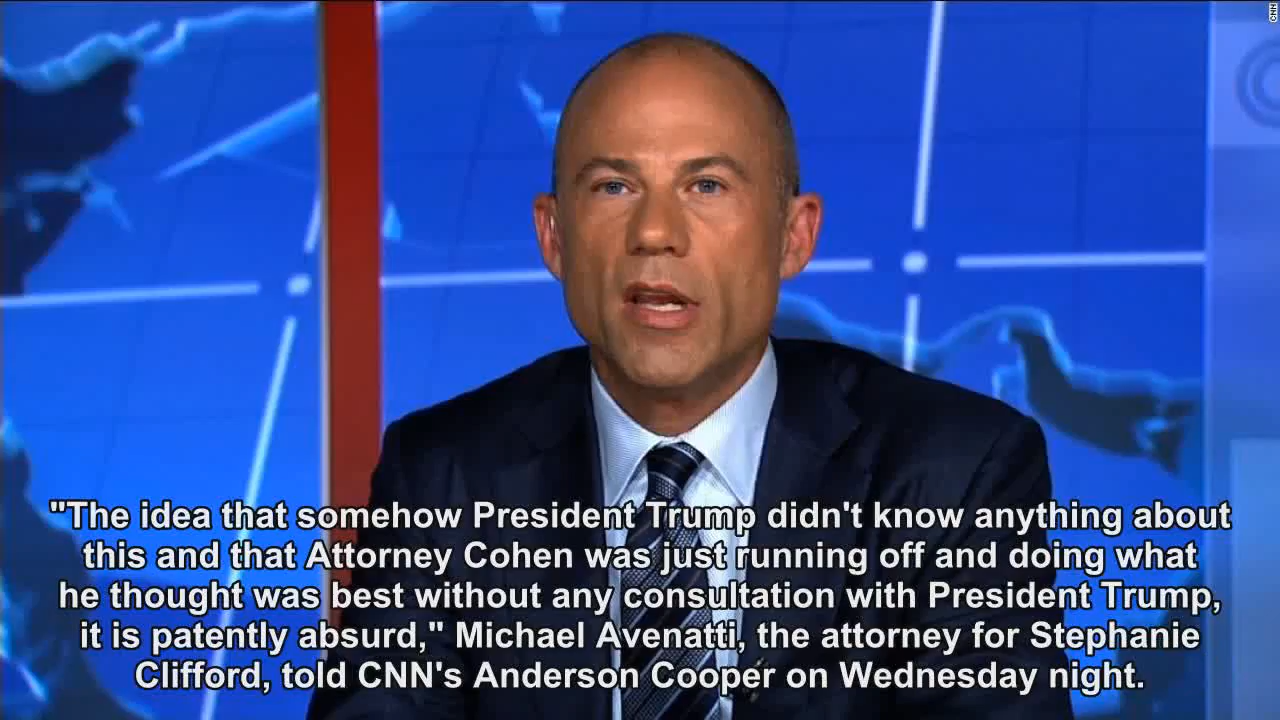 CNN
"The idea that somehow President Trump didn't know anything about
this and that Attorney Cohen was just running off and doing what
he thought was best without any consultation with President Trump,
it is patently absurd," Michael Avenatti, the attorney for Stephanie
Clifford, told CNN's Anderson Cooper on Wednesday night.